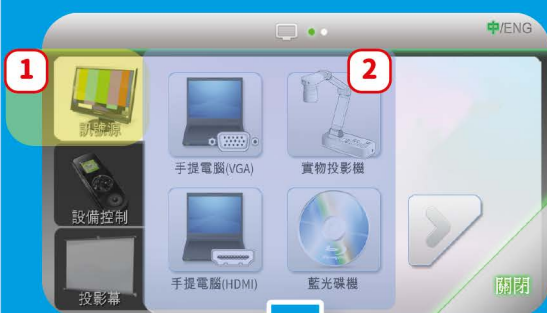 中/ENG
1
2
訊號源
手提電腦(VGA)
實物投影機
設備控制
手提電腦(HDMI)
藍光碟機
投影幕
關閉